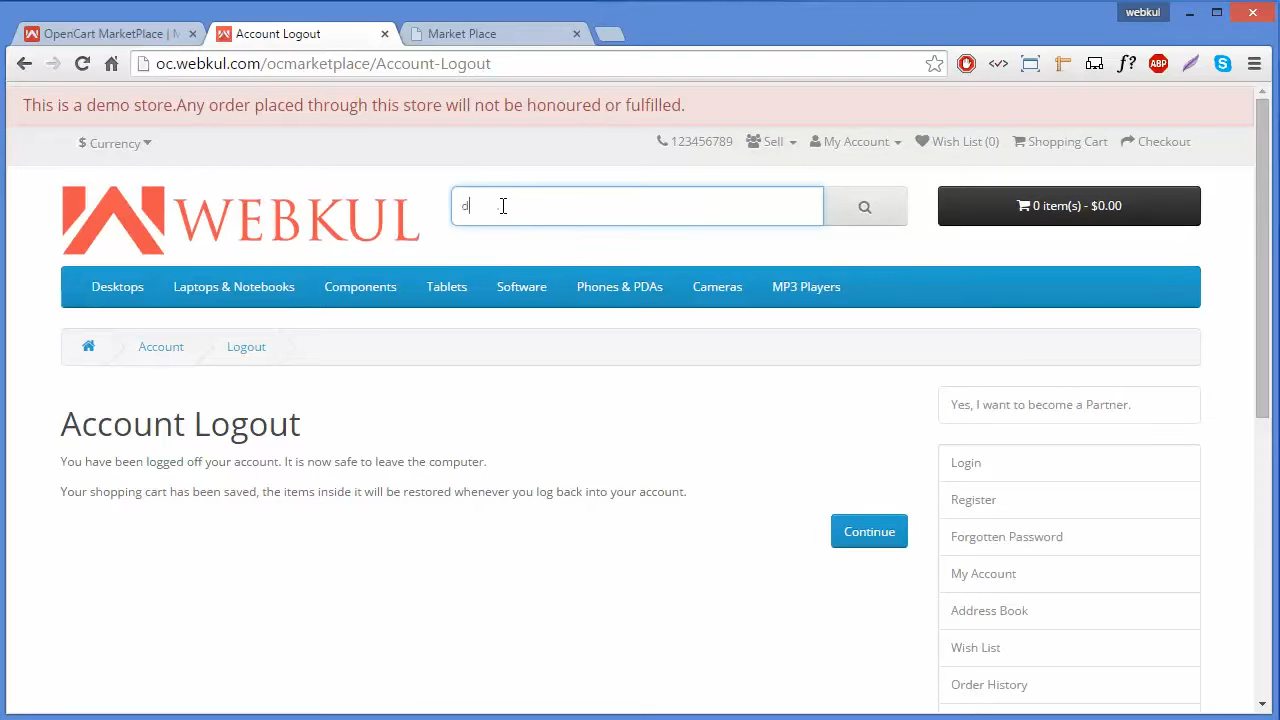 webkul
OpenCart MarketPlace | M
Account Logout
Market Place
oc.webkul.com/ocmarketplace/Account-Logout
ABP
This is a demo store.Any order placed through this store will not be honoured or fulfilled.
$ Currency
123456789 Sell My Account Wish List (0) Shopping Cart Checkout
WEBKUL
d
0 item(s) - $0.00
Desktops Laptops & Notebooks Components Tablets Software Phones & PDAs Cameras MP3 Players
Account Logout
Account Logout
You have been logged off your account. It is now safe to leave the computer.
Your shopping cart has been saved, the items inside it will be restored whenever you log back into your account.
Continue
Yes, I want to become a Partner.
Login
Register
Forgotten Password
My Account
Address Book
Wish List
Order History